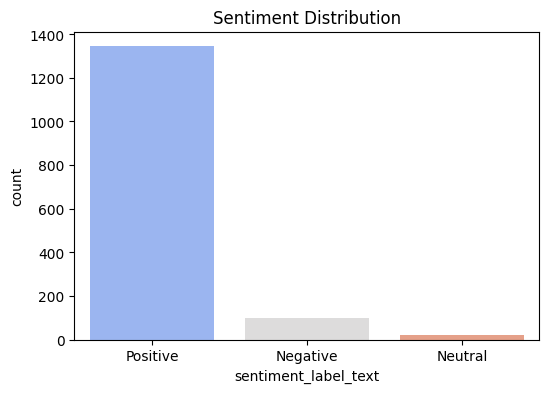 Sentiment Distribution
1400
1200
1000
800
600
400
200
0
count
Positive Negative Neutral
sentiment_label_text